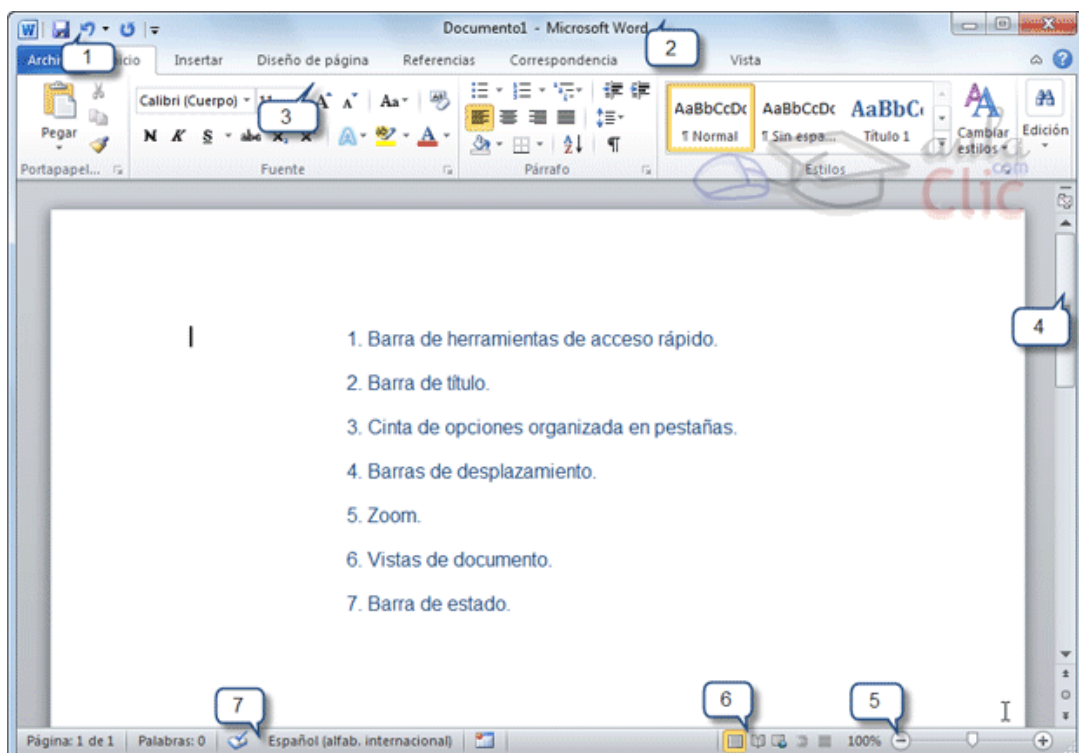 Documento1 - Microsoft Word
1
2
Insertar Diseño de página Referencias Correspondencia Vista
Calibri (Cuerpo)
3
Aa
N K S abc
A
AaBbCcDc AaBbCcDc AaBbC
¶ Normal ¶ Sin espa... Título 1
Pegar
Cambiar estilos
Edición
Portapapel... Fuente Párrafo Estilos
Clic
4
1. Barra de herramientas de acceso rápido.
2. Barra de título.
3. Cinta de opciones organizada en pestañas.
4. Barras de desplazamiento.
5. Zoom.
6. Vistas de documento.
7. Barra de estado.
7
6
5
Página: 1 de 1 Palabras: 0 Español (alfab. internacional) 100%